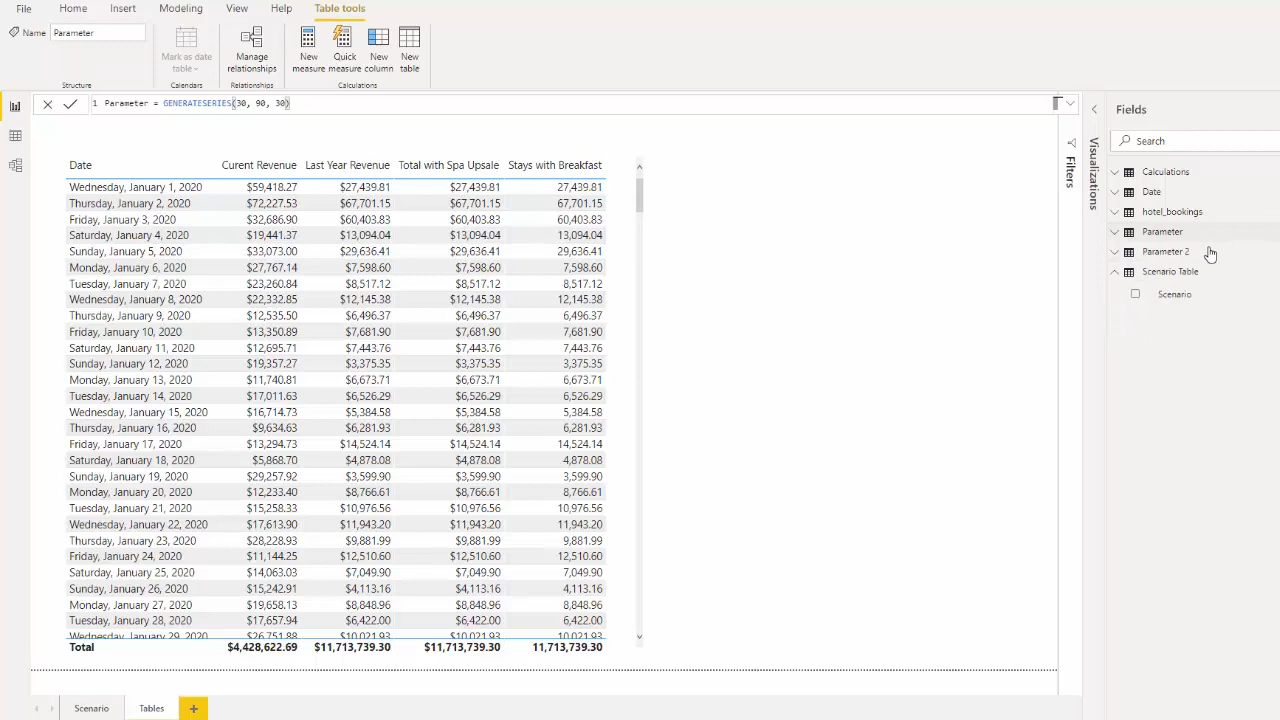 File Home Insert Modeling View Help Table tools
Name Parameter
Mark as date table
Manage relationships
New measure
Quick measure
New column
New table
Structure Calendars Relationships Calculations
1 Parameter = GENERATESERIES(30, 90, 30)
Date Curent Revenue Last Year Revenue Total with Spa Upsale Stays with Breakfast
Wednesday, January 1, 2020 $59,418.27 $27,439.81 $27,439.81 27,439.81
Thursday, January 2, 2020 $72,227.53 $67,701.15 $67,701.15 67,701.15
Friday, January 3, 2020 $32,686.90 $60,403.83 $60,403.83 60,403.83
Saturday, January 4, 2020 $19,441.37 $13,094.04 $13,094.04 13,094.04
Sunday, January 5, 2020 $33,073.00 $29,636.41 $29,636.41 29,636.41
Monday, January 6, 2020 $27,767.14 $7,598.60 $7,598.60 7,598.60
Tuesday, January 7, 2020 $23,260.84 $8,517.12 $8,517.12 8,517.12
Wednesday, January 8, 2020 $22,332.85 $12,145.38 $12,145.38 12,145.38
Thursday, January 9, 2020 $12,535.50 $6,496.37 $6,496.37 6,496.37
Friday, January 10, 2020 $13,350.89 $7,681.90 $7,681.90 7,681.90
Saturday, January 11, 2020 $12,695.71 $7,443.76 $7,443.76 7,443.76
Sunday, January 12, 2020 $19,357.27 $3,375.35 $3,375.35 3,375.35
Monday, January 13, 2020 $11,740.81 $6,673.71 $6,673.71 6,673.71
Tuesday, January 14, 2020 $17,011.63 $6,526.29 $6,526.29 6,526.29
Wednesday, January 15, 2020 $16,714.73 $5,384.58 $5,384.58 5,384.58
Thursday, January 16, 2020 $9,634.63 $6,281.93 $6,281.93 6,281.93
Friday, January 17, 2020 $13,294.73 $14,524.14 $14,524.14 14,524.14
Saturday, January 18, 2020 $5,868.70 $4,878.08 $4,878.08 4,878.08
Sunday, January 19, 2020 $29,257.92 $3,599.90 $3,599.90 3,599.90
Monday, January 20, 2020 $12,233.40 $8,766.61 $8,766.61 8,766.61
Tuesday, January 21, 2020 $15,258.33 $10,976.56 $10,976.56 10,976.56
Wednesday, January 22, 2020 $17,613.90 $11,943.20 $11,943.20 11,943.20
Thursday, January 23, 2020 $28,228.93 $9,881.99 $9,881.99 9,881.99
Friday, January 24, 2020 $11,144.25 $12,510.60 $12,510.60 12,510.60
Saturday, January 25, 2020 $14,063.03 $7,049.90 $7,049.90 7,049.90
Sunday, January 26, 2020 $15,242.91 $4,113.16 $4,113.16 4,113.16
Monday, January 27, 2020 $19,658.13 $8,848.96 $8,848.96 8,848.96
Tuesday, January 28, 2020 $17,657.94 $6,422.00 $6,422.00 6,422.00
Wednesday, January 29, 2020 $26,751.88 $10,021.93 $10,021.93 10,021.93
Total $4,428,622.69 $11,713,739.30 $11,713,739.30 11,713,739.30
Filters
Visualizations
Fields
Search
Calculations
Date
hotel_bookings
Parameter
Parameter 2
Scenario Table
Scenario
Scenario Tables +